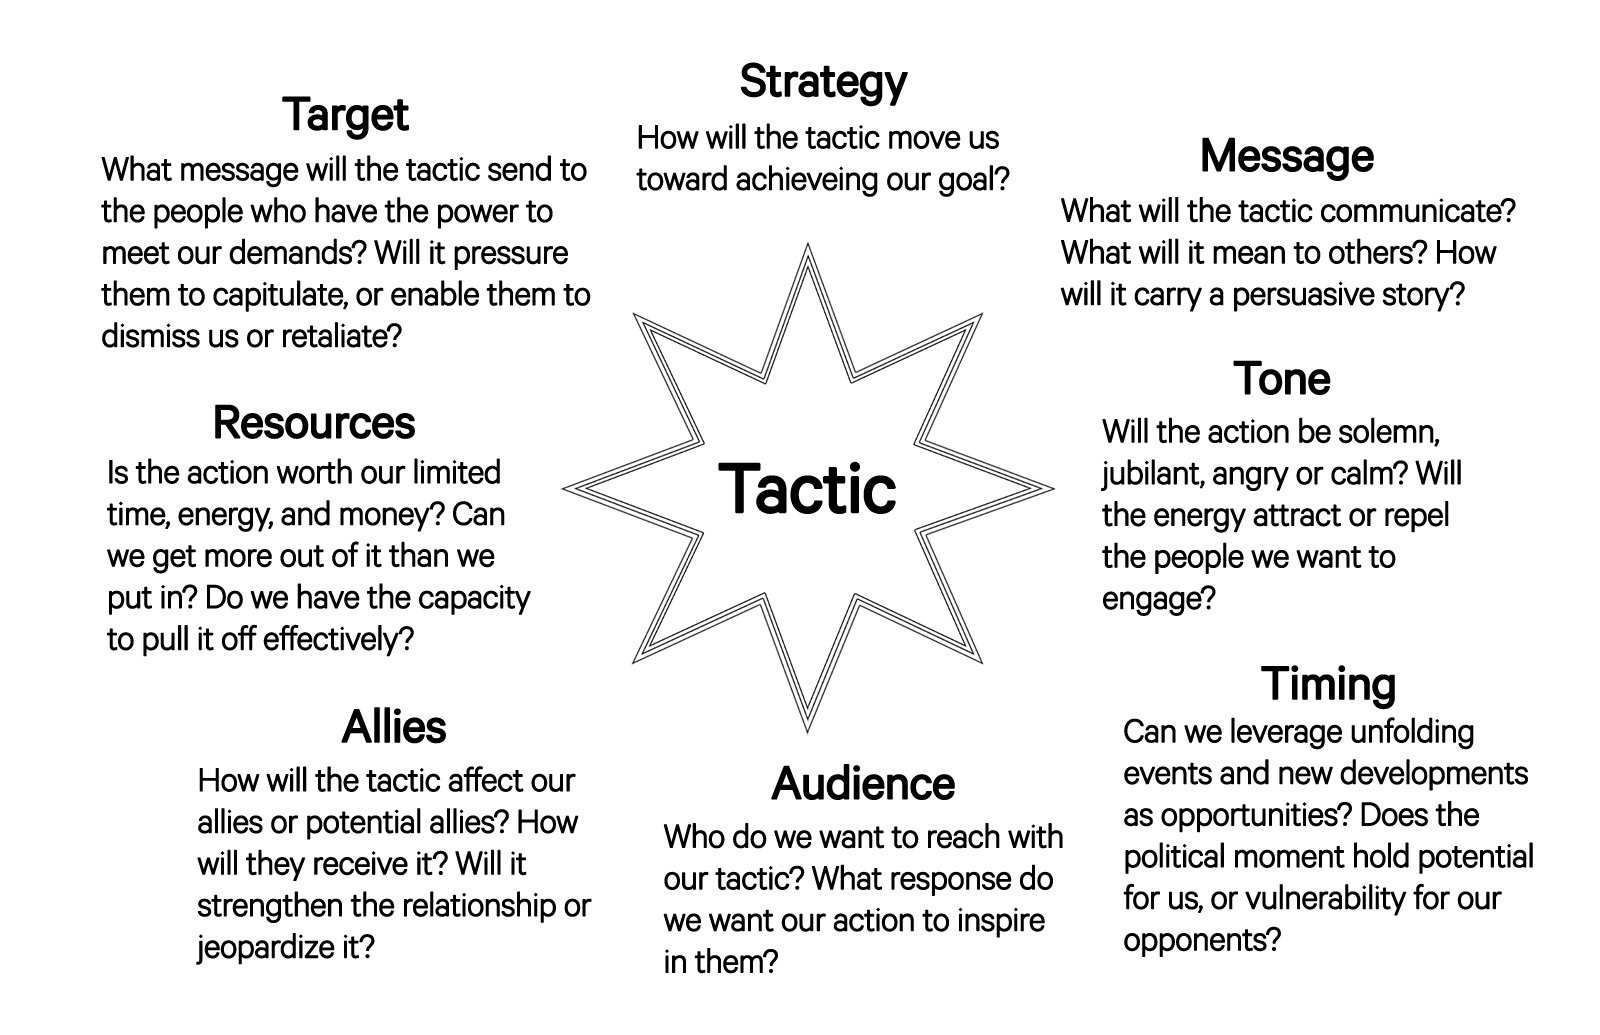 Strategy
How will the tactic move us
toward achieveing our goal?
Target
What message will the tactic send to
the people who have the power to
meet our demands? Will it pressure
them to capitulate, or enable them to
dismiss us or retaliate?
Message
What will the tactic communicate?
What will it mean to others? How
will it carry a persuasive story?
Resources
Is the action worth our limited
time, energy, and money? Can
we get more out of it than we
put in? Do we have the capacity
to pull it off effectively?
Tactic
Tone
Will the action be solemn,
jubilant, angry or calm? Will
the energy attract or repel
the people we want to
engage?
Allies
How will the tactic affect our
allies or potential allies? How
will they receive it? Will it
strengthen the relationship or
jeopardize it?
Audience
Who do we want to reach with
our tactic? What response do
we want our action to inspire
in them?
Timing
Can we leverage unfolding
events and new developments
as opportunities? Does the
political moment hold potential
for us, or vulnerability for our
opponents?